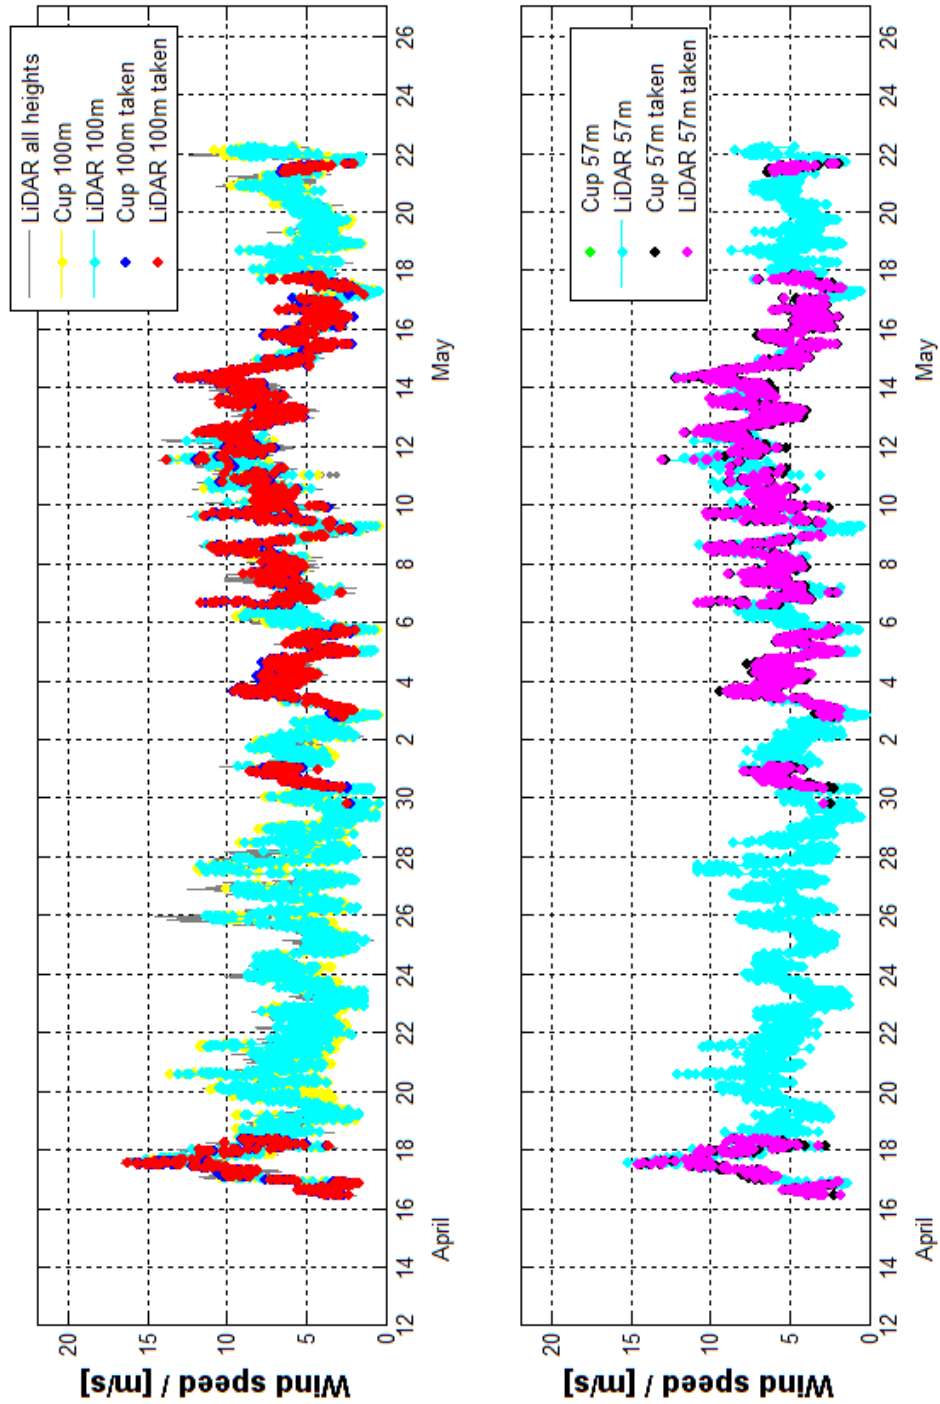 LiDAR all heights
Cup 100m
LiDAR 100m
Cup 100m taken
LiDAR 100m taken
Wind speed / [m/s]
20
15
10
5
0
12 14 16 18 20 22 24 26 28 30 2 4 6 8 10 12 14 16 18 20 22 24 26
April May
Cup 57m
LiDAR 57m
Cup 57m taken
LiDAR 57m taken
Wind speed / [m/s]
20
15
10
5
0
12 14 16 18 20 22 24 26 28 30 2 4 6 8 10 12 14 16 18 20 22 24 26
April May